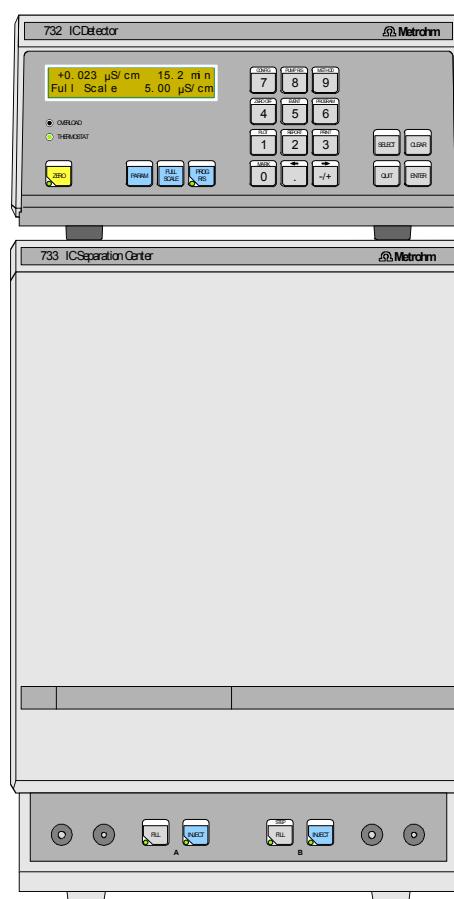 732 IC Detector Metrohm
+0.023 µS/cm 15.2 min
Full Scale 5.00 µS/cm
OVERLOAD
THERMOSTAT
ZERO PARAM FULL SCALE PROG R/S
CONFIG PUMP R/S METHOD
7 8 9
ZERO OFF EVENT PROGRAM
4 5 6
PLOT REPORT PRINT
1 2 3 SELECT CLEAR
MARK ← →
0 . -/+ QUIT ENTER
733 IC Separation Center Metrohm
STEP
FILL INJECT FILL INJECT
A B